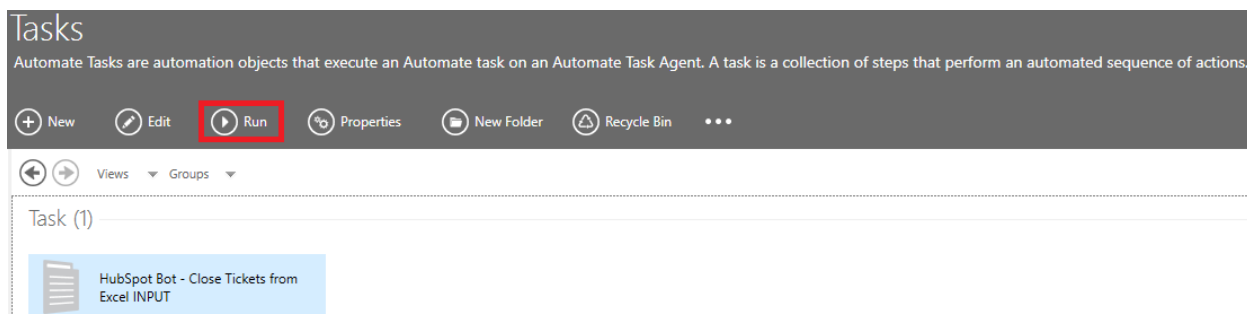 Tasks
Automate Tasks are automation objects that execute an Automate task on an Automate Task Agent. A task is a collection of steps that perform an automated sequence of actions.
New Edit Run Properties New Folder Recycle Bin •••
Views Groups
Task (1)
HubSpot Bot - Close Tickets from
Excel INPUT